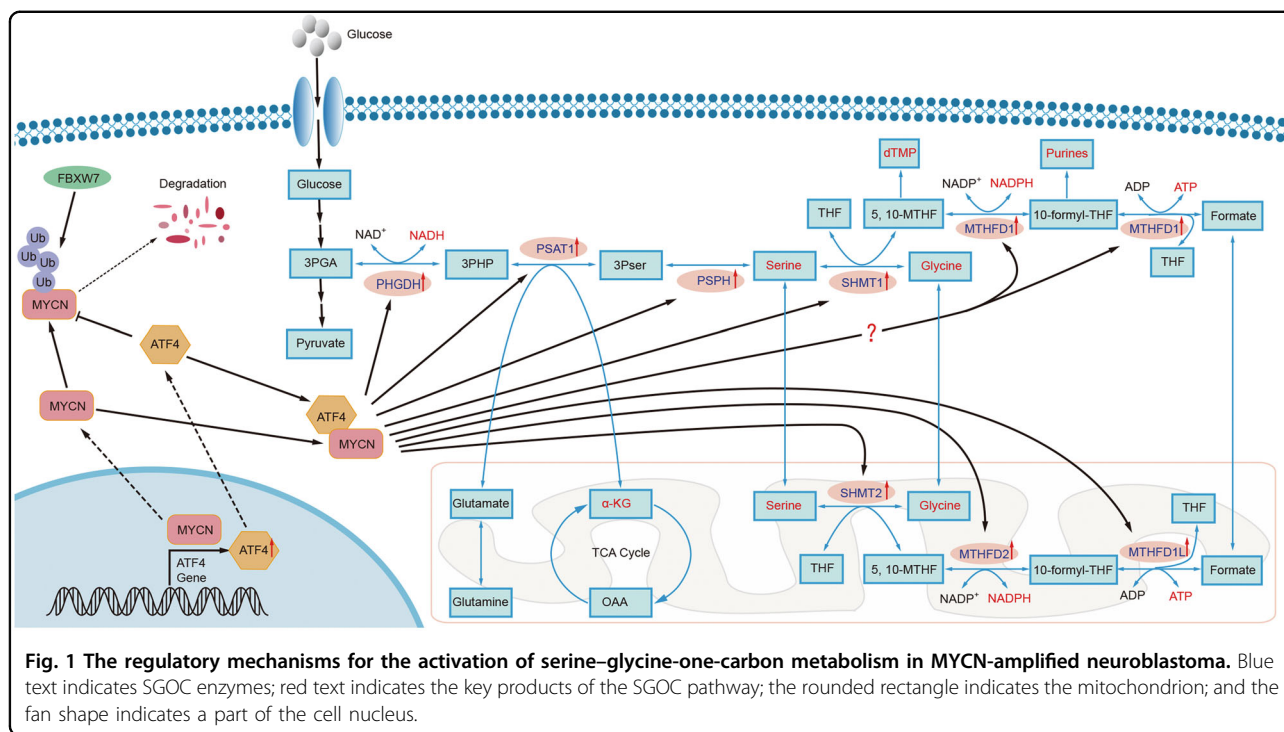 Glucose
FBXW7
Degradation
Ub
Ub
Ub
Ub
Ub
MYCN
ATF4
MYCN
MYCN
ATF4
ATF4
Gene
ATF4
MYCN
Glucose
3PGA
Pyruvate
NAD⁺
NADH
PHGDH
3PHP
PSAT1
3Pser
PSPH
Serine
SHMT1
Glycine
THF
5, 10-MTHF
dTMP
NADP⁺
NADPH
MTHFD1
10-formyl-THF
Purines
ADP
ATP
MTHFD1
THF
Formate
?
Glutamate
Glutamine
α-KG
TCA Cycle
OAA
Serine
SHMT2
Glycine
THF
5, 10-MTHF
MTHFD2
NADP⁺
NADPH
10-formyl-THF
MTHFD1L
THF
ADP
ATP
Formate
Fig. 1 The regulatory mechanisms for the activation of serine–glycine-one-carbon metabolism in MYCN-amplified neuroblastoma. Blue
text indicates SGOC enzymes; red text indicates the key products of the SGOC pathway; the rounded rectangle indicates the mitochondrion; and the
fan shape indicates a part of the cell nucleus.